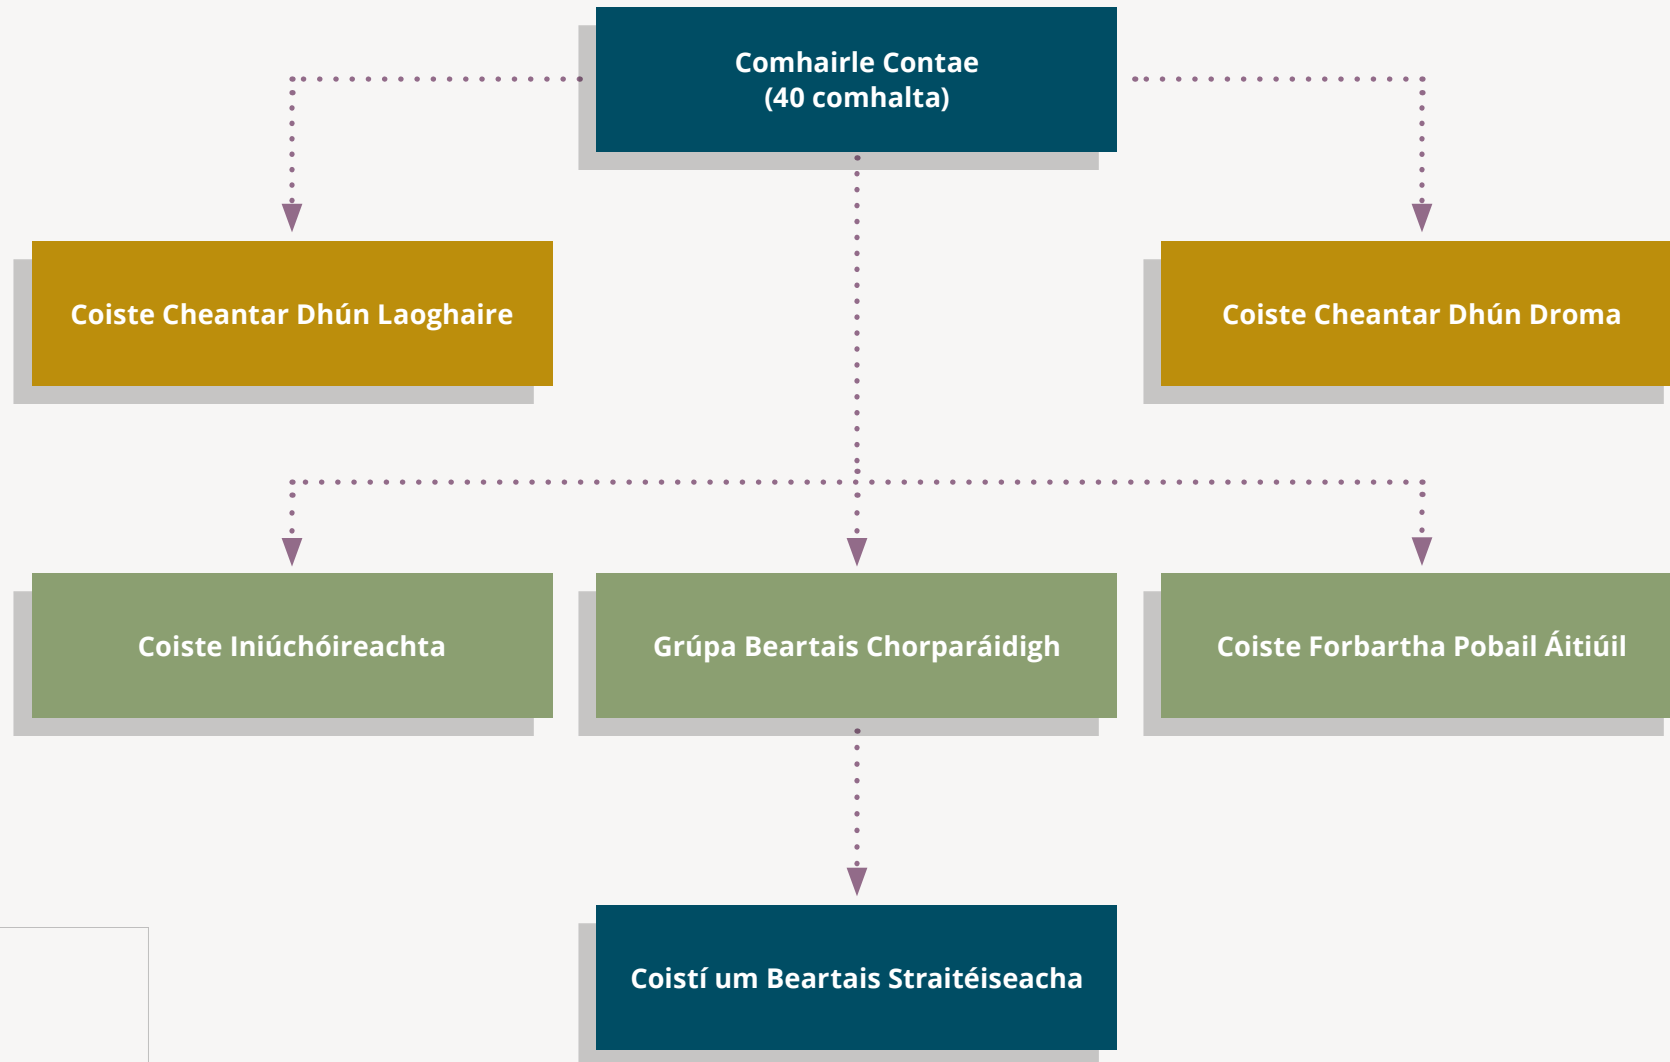 Comhairle Contae
(40 comhalta)
Coiste Cheantar Dhún Laoghaire
Coiste Cheantar Dhún Droma
Coiste Iniúchóireachta
Grúpa Beartais Chorparáidigh
Coiste Forbartha Pobail Áitiúil
Coistí um Beartais Straitéiseacha